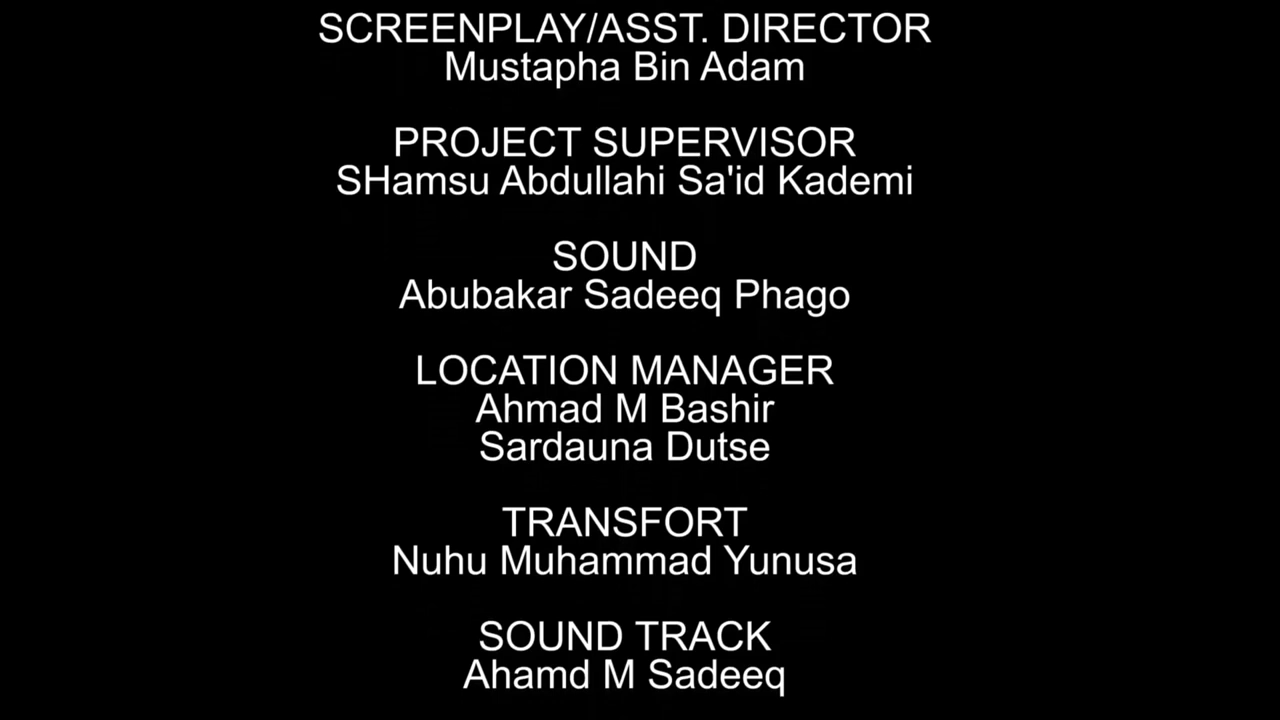 SCREENPLAY/ASST. DIRECTOR
Mustapha Bin Adam
PROJECT SUPERVISOR
SHamsu Abdullahi Sa'id Kademi
SOUND
Abubakar Sadeeq Phago
LOCATION MANAGER
Ahmad M Bashir
Sardauna Dutse
TRANSFORT
Nuhu Muhammad Yunusa
SOUND TRACK
Ahamd M Sadeeq